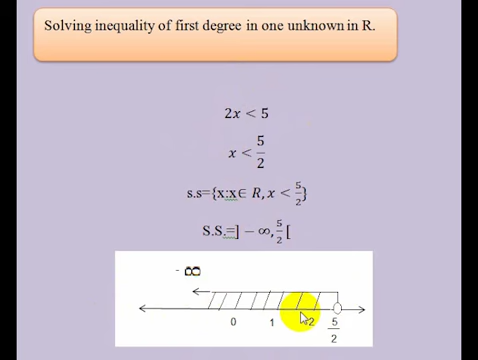 Solving inequality of first degree in one unknown in R.
2x < 5
x < 5/2
s.s={x:x∈ R, x < 5/2}
S.S.=] − ∞, 5/2 [
- ∞
0 1 2 5/2